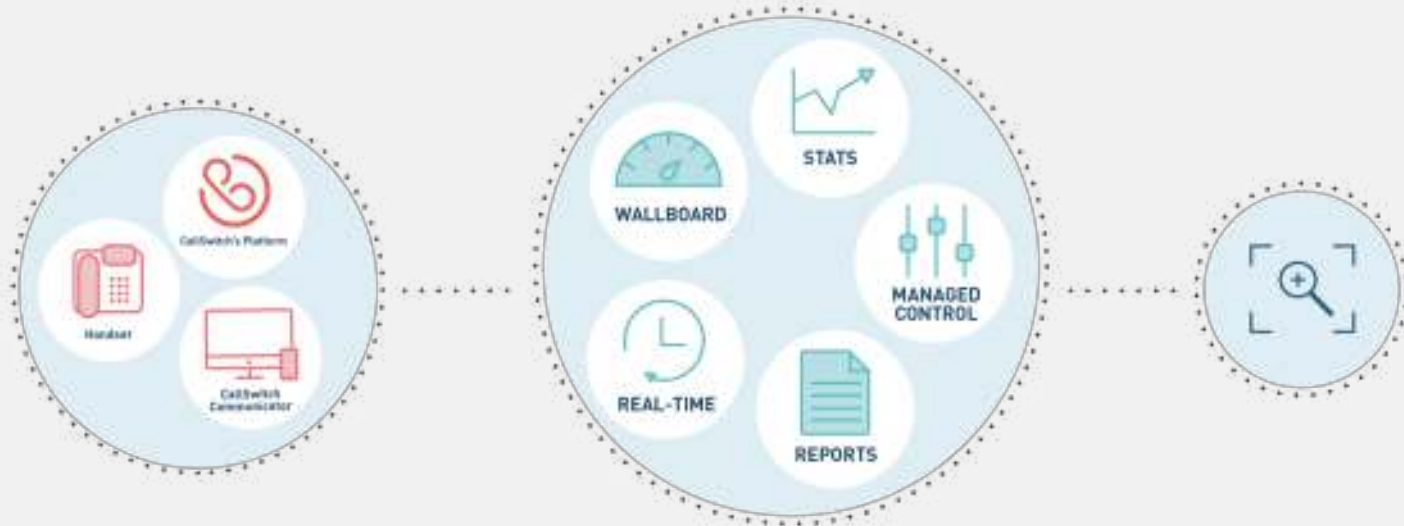 CallSwitch's Platform
Handset
CallSwitch
Communicator
STATS
WALLBOARD
MANAGED
CONTROL
REAL-TIME
REPORTS